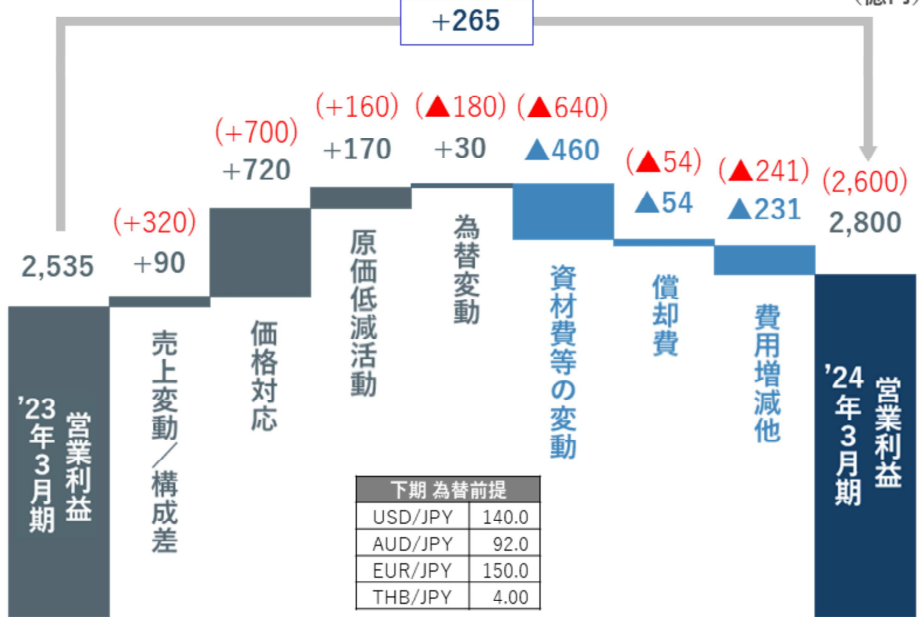 (億円)
+265
(+700)
+720
(+160)
+170
(▲180)
+30
(▲640)
▲460
(▲54)
▲54
(▲241)
▲231
(2,600)
2,800
(+320)
+90
2,535
'23年3月期
営業利益
売上変動／構成差
価格対応
原価低減活動
為替変動
資材費等の変動
償却費
費用増減他
'24年3月期
営業利益
下期 為替前提
USD/JPY 140.0
AUD/JPY 92.0
EUR/JPY 150.0
THB/JPY 4.00